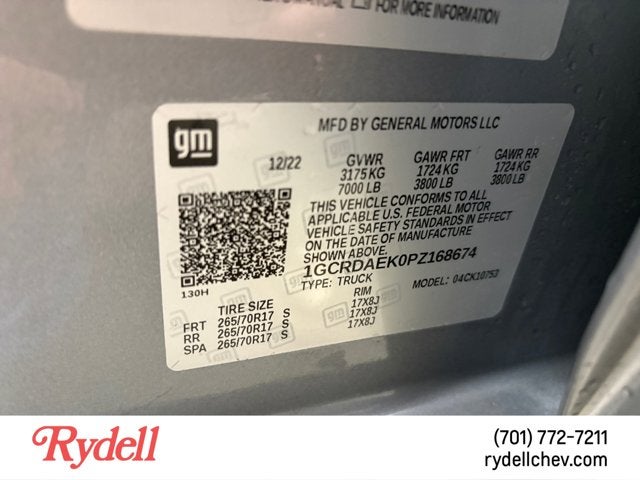 FOR MORE INFORMATION
gm
MFD BY GENERAL MOTORS LLC
12/22 GVWR GAWR FRT GAWR RR
3175 KG 1724 KG 1724 KG
7000 LB 3800 LB 3800 LB
THIS VEHICLE CONFORMS TO ALL
APPLICABLE U.S. FEDERAL MOTOR
VEHICLE SAFETY STANDARDS IN EFFECT
ON THE DATE OF MANUFACTURE
SHOWN ABOVE.
1GCRDAEK0PZ168674
TYPE: TRUCK MODEL: 04CK10753
130H
TIRE SIZE RIM
FRT 265/70R17 S 17X8J
RR 265/70R17 S 17X8J
SPA 265/70R17 S 17X8J
Rydell
(701) 772-7211
rydellchev.com